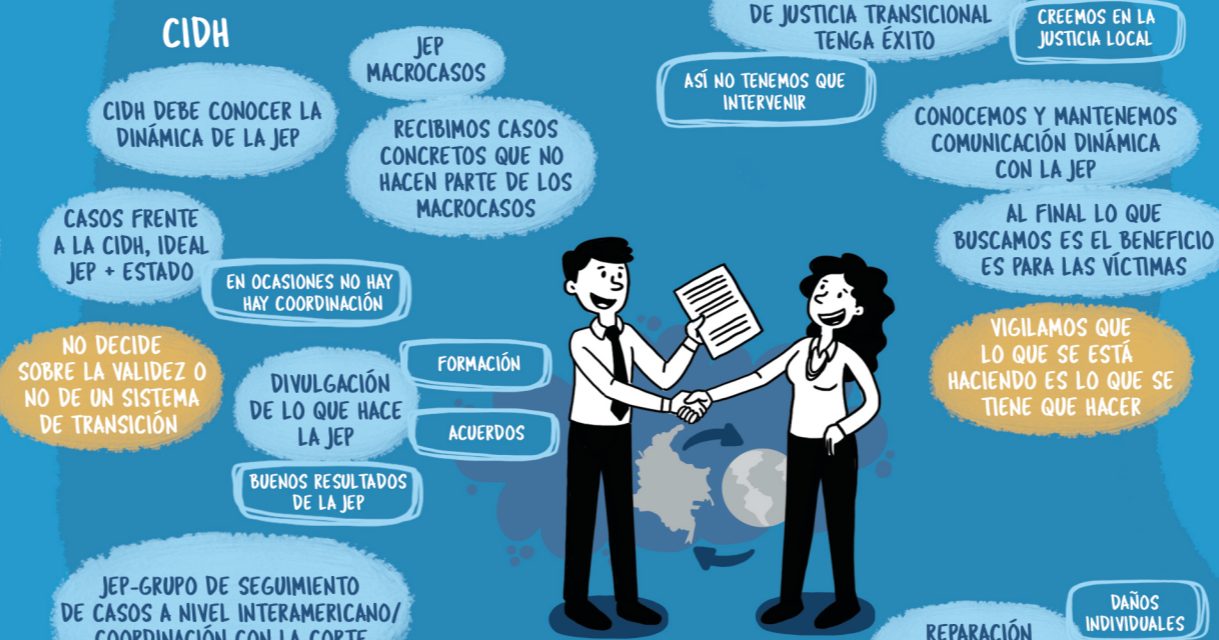 CIDH
CIDH DEBE CONOCER LA
DINÁMICA DE LA JEP
JEP
MACROCASOS
RECIBIMOS CASOS
CONCRETOS QUE NO
HACEN PARTE DE LOS
MACROCASOS
CASOS FRENTE
A LA CIDH, IDEAL
JEP + ESTADO
EN OCASIONES NO HAY
HAY COORDINACIÓN
NO DECIDE
SOBRE LA VALIDEZ O
NO DE UN SISTEMA
DE TRANSICIÓN
DIVULGACIÓN
DE LO QUE HACE
LA JEP
FORMACIÓN
ACUERDOS
BUENOS RESULTADOS
DE LA JEP
JEP-GRUPO DE SEGUIMIENTO
DE CASOS A NIVEL INTERAMERICANO/
COORDINACIÓN CON LA CORTE
DE JUSTICIA TRANSICIONAL
TENGA ÉXITO
CREEMOS EN LA
JUSTICIA LOCAL
ASÍ NO TENEMOS QUE
INTERVENIR
CONOCEMOS Y MANTENEMOS
COMUNICACIÓN DINÁMICA
CON LA JEP
AL FINAL LO QUE
BUSCAMOS ES EL BENEFICIO
ES PARA LAS VÍCTIMAS
VIGILAMOS QUE
LO QUE SE ESTÁ
HACIENDO ES LO QUE SE
TIENE QUE HACER
REPARACIÓN
DAÑOS
INDIVIDUALES